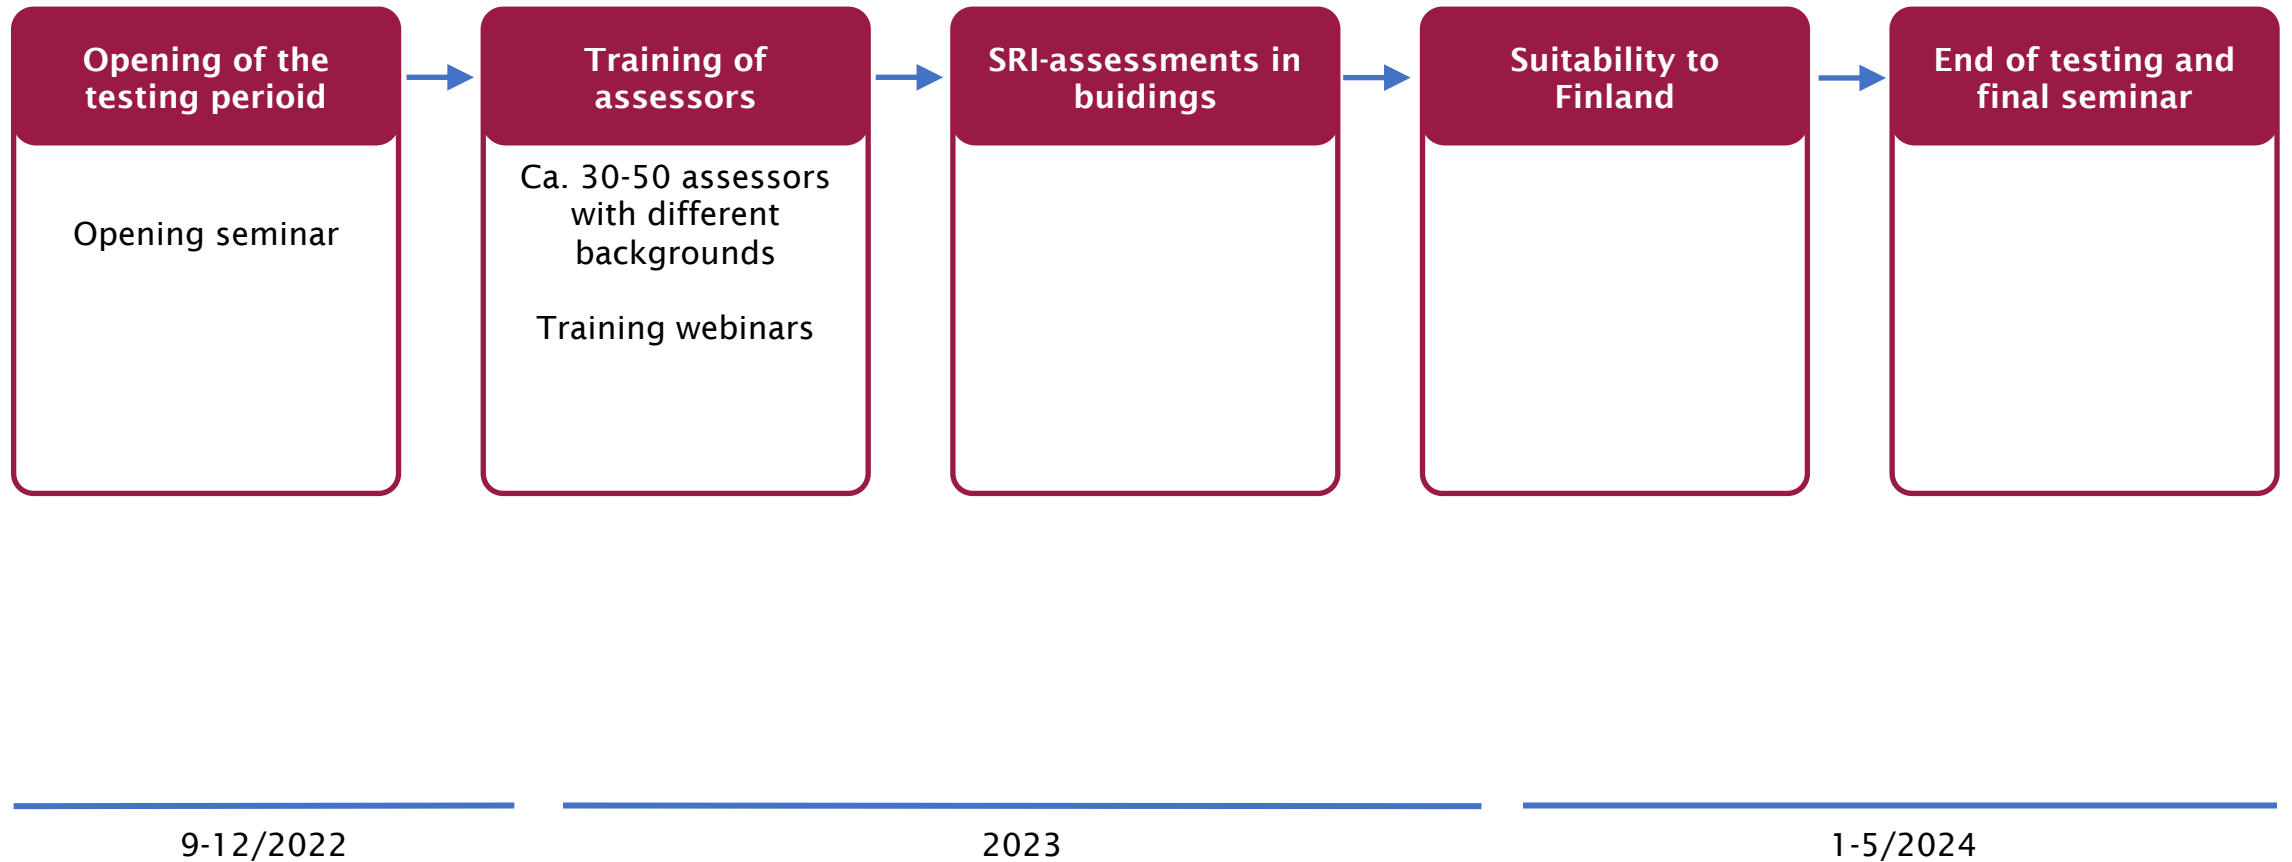 Opening of the
testing perioid
Training of
assessors
SRI-assessments in
buidings
Suitability to
Finland
End of testing and
final seminar
Opening seminar
Ca. 30-50 assessors
with different
backgrounds
Training webinars
9-12/2022
2023
1-5/2024